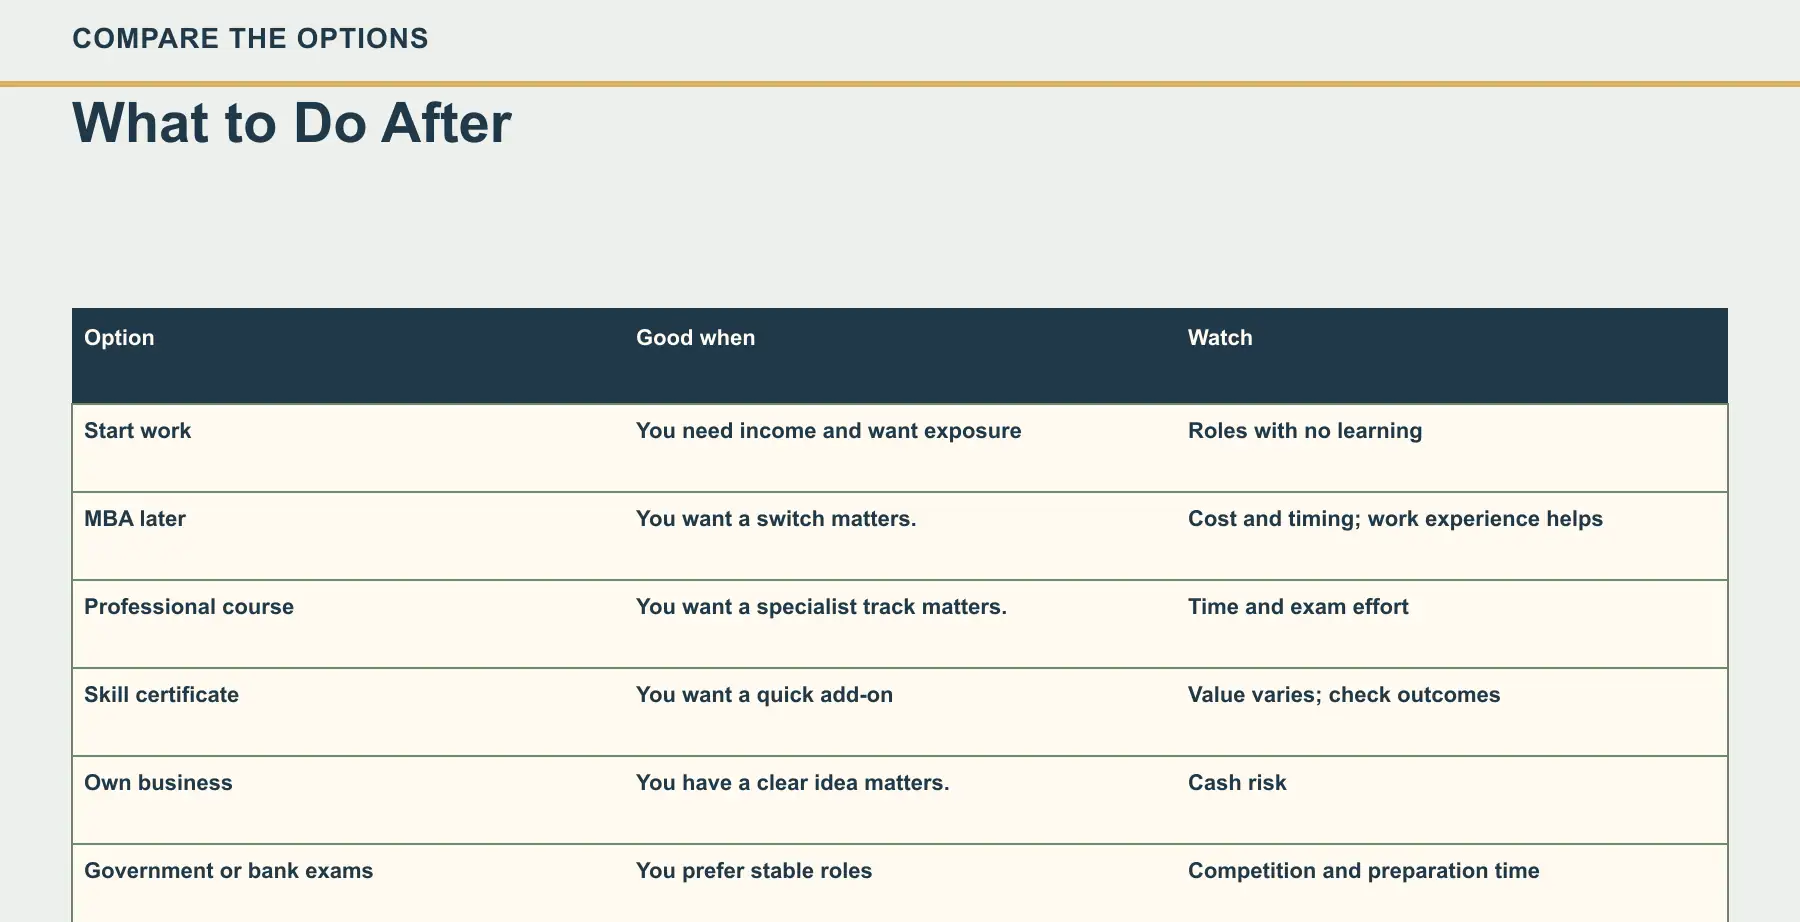 COMPARE THE OPTIONS
What to Do After
Option Good when Watch
Start work You need income and want exposure Roles with no learning
MBA later You want a switch matters. Cost and timing; work experience helps
Professional course You want a specialist track matters. Time and exam effort
Skill certificate You want a quick add-on Value varies; check outcomes
Own business You have a clear idea matters. Cash risk
Government or bank exams You prefer stable roles Competition and preparation time